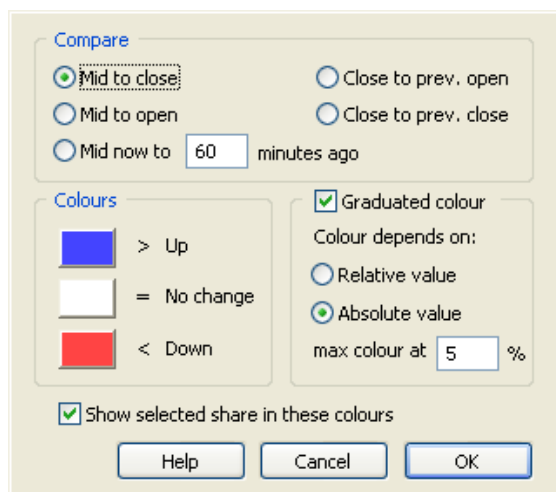 Compare
Mid to close
Close to prev. open
Mid to open
Close to prev. close
Mid now to 60 minutes ago
Colours
> Up
= No change
< Down
Graduated colour
Colour depends on:
Relative value
Absolute value
max colour at 5 %
Show selected share in these colours
Help Cancel OK